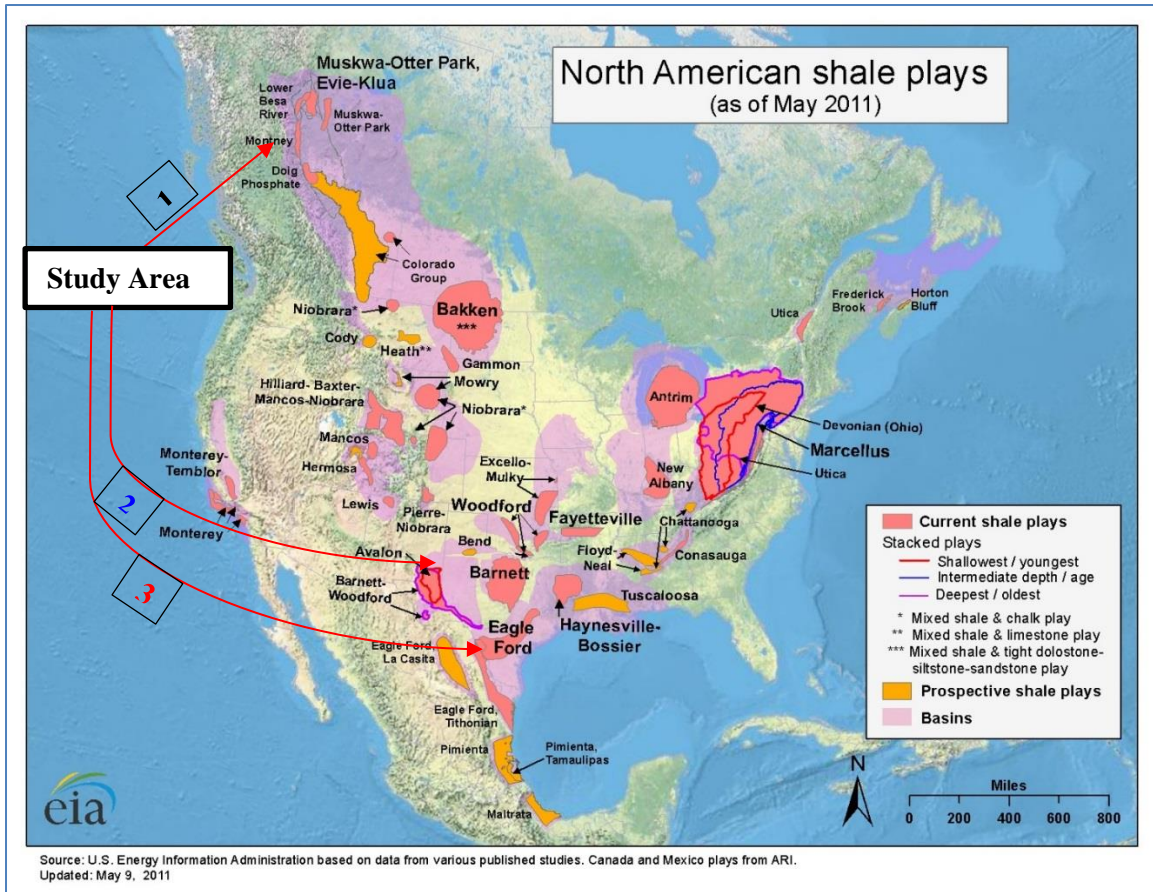 North American shale plays
(as of May 2011)
Muskwa-Otter Park,
Evie-Klua
Lower
Besa
River
Muskwa-
Otter Park
Montney
Doig
Phosphate
1
Study Area
Colorado
Group
Niobrara*
Bakken
***
Cody
Heath**
Gammon
Mowry
Hilliard- Baxter-
Mancos-Niobrara
Niobrara*
Antrim
Utica
Frederick
Brook
Horton
Bluff
Devonian (Ohio)
Marcellus
Utica
Mancos
Hermosa
Monterey-
Temblor
Monterey
Lewis
Pierre-
Niobrara
Excello-
Mulky
Woodford
New
Albany
Fayetteville
Chattanooga
2
Bend
Avalon
Barnett
Floyd-
Neal
Conasauga
3
Barnett-
Woodford
Tuscaloosa
Eagle
Ford
Haynesville-
Bossier
Eagle Ford,
La Casita
Eagle Ford,
Tithonian
Pimienta
Pimienta,
Tamaulipas
Maltrata
Current shale plays
Stacked plays
Shallowest / youngest
Intermediate depth / age
Deepest / oldest
* Mixed shale & chalk play
** Mixed shale & limestone play
*** Mixed shale & tight dolostone-
siltstone-sandstone play
Prospective shale plays
Basins
N
Miles
0 200 400 600 800
eia
Source: U.S. Energy Information Administration based on data from various published studies. Canada and Mexico plays from ARI.
Updated: May 9, 2011